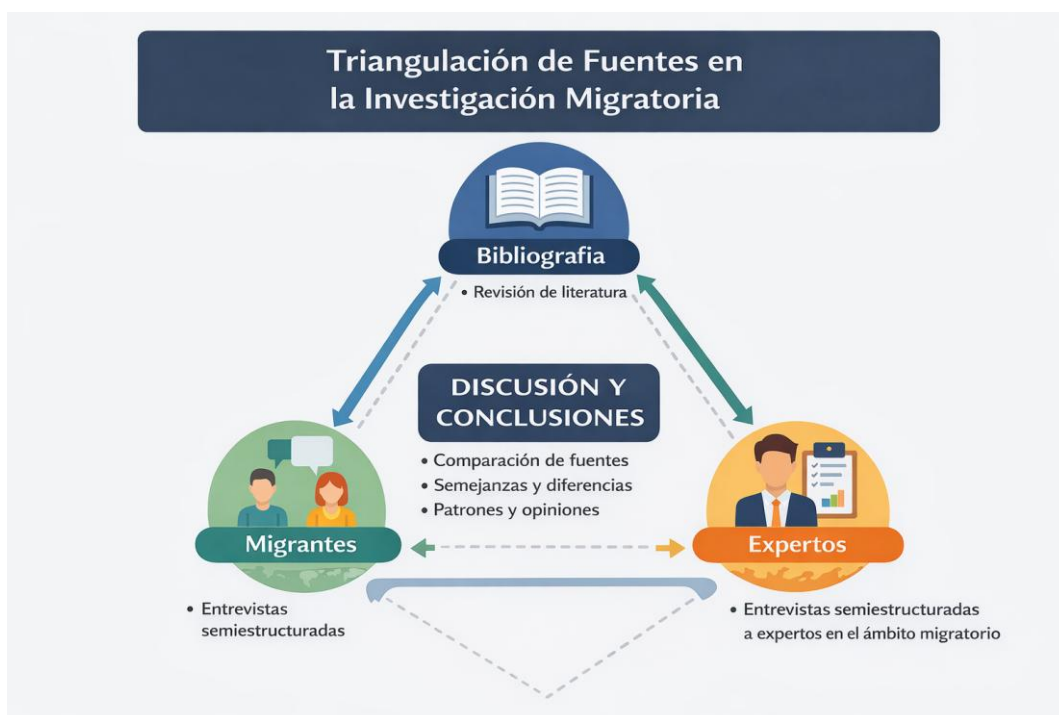 Triangulación de Fuentes en
la Investigación Migratoria
Bibliografia
• Revisión de literatura
DISCUSIÓN Y
CONCLUSIONES
• Comparación de fuentes
• Semejanzas y diferencias
• Patrones y opiniones
Migrantes
• Entrevistas
semiestructuradas
Expertos
• Entrevistas semiestructuradas
a expertos en el ámbito migratorio